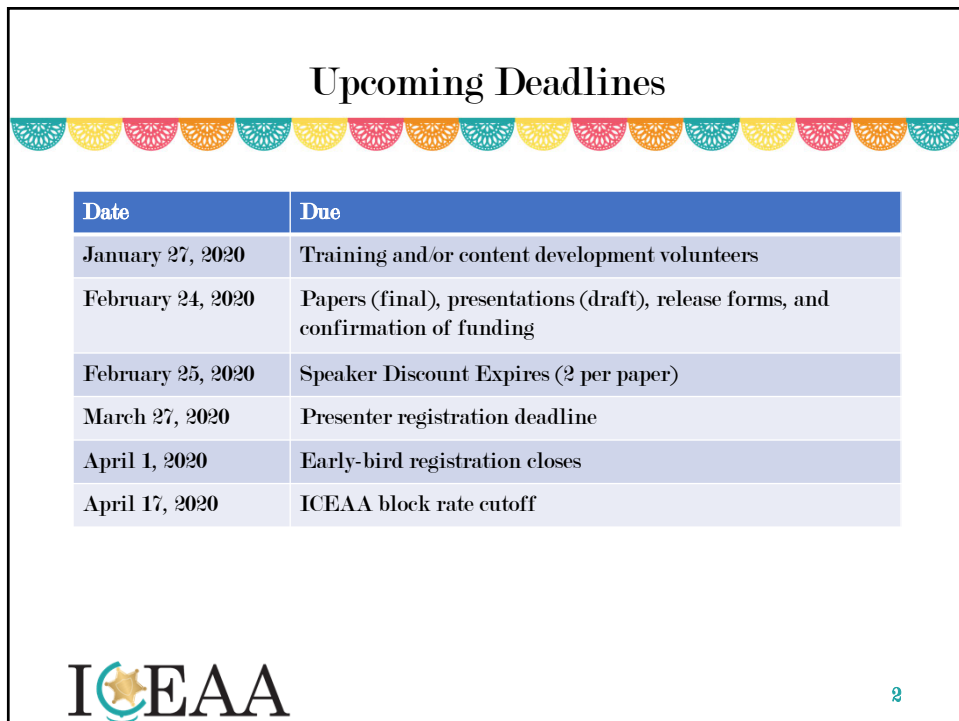 Upcoming Deadlines
Date Due
January 27, 2020 Training and/or content development volunteers
February 24, 2020 Papers (final), presentations (draft), release forms, and
confirmation of funding
February 25, 2020 Speaker Discount Expires (2 per paper)
March 27, 2020 Presenter registration deadline
April 1, 2020 Early-bird registration closes
April 17, 2020 ICEAA block rate cutoff
ICEAA
2